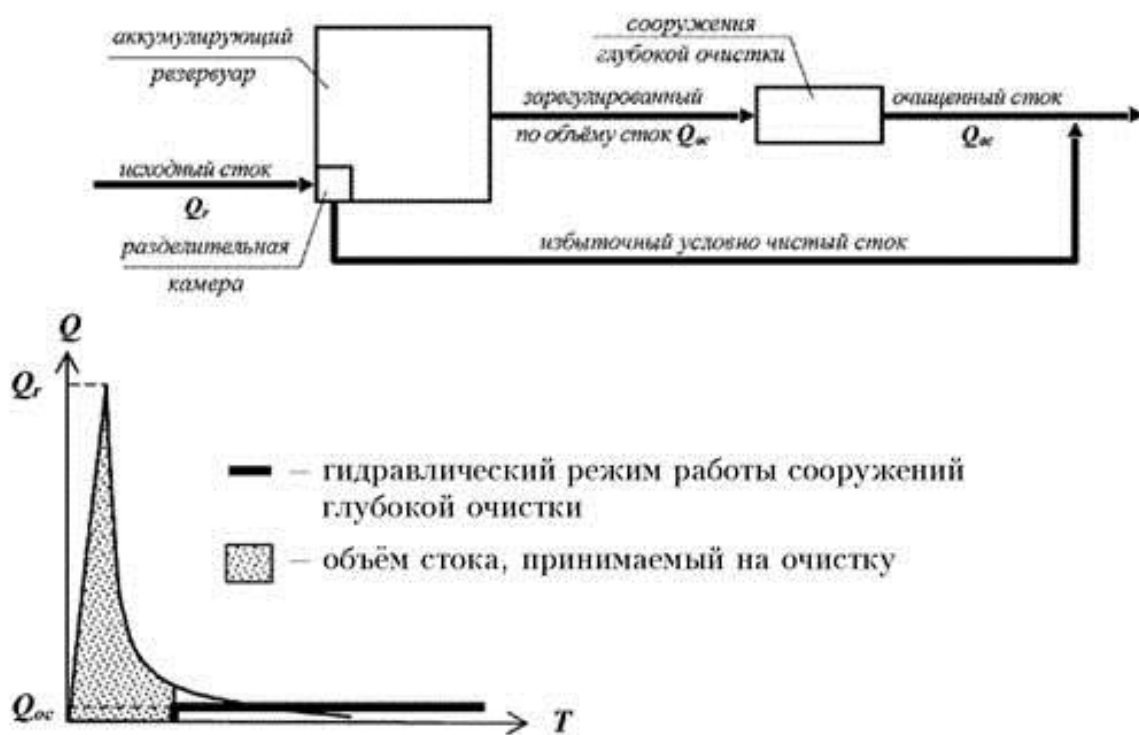 аккумулирующий
резервуар
сооружения
глубокой очистки
зарегулированный
по объёму сток Qос
очищенный сток
Qос
исходный сток
Qr
разделительная
камера
избыточный условно чистый сток
Q
Qr
Qoc
T
– гидравлический режим работы сооружений
глубокой очистки
– объём стока, принимаемый на очистку